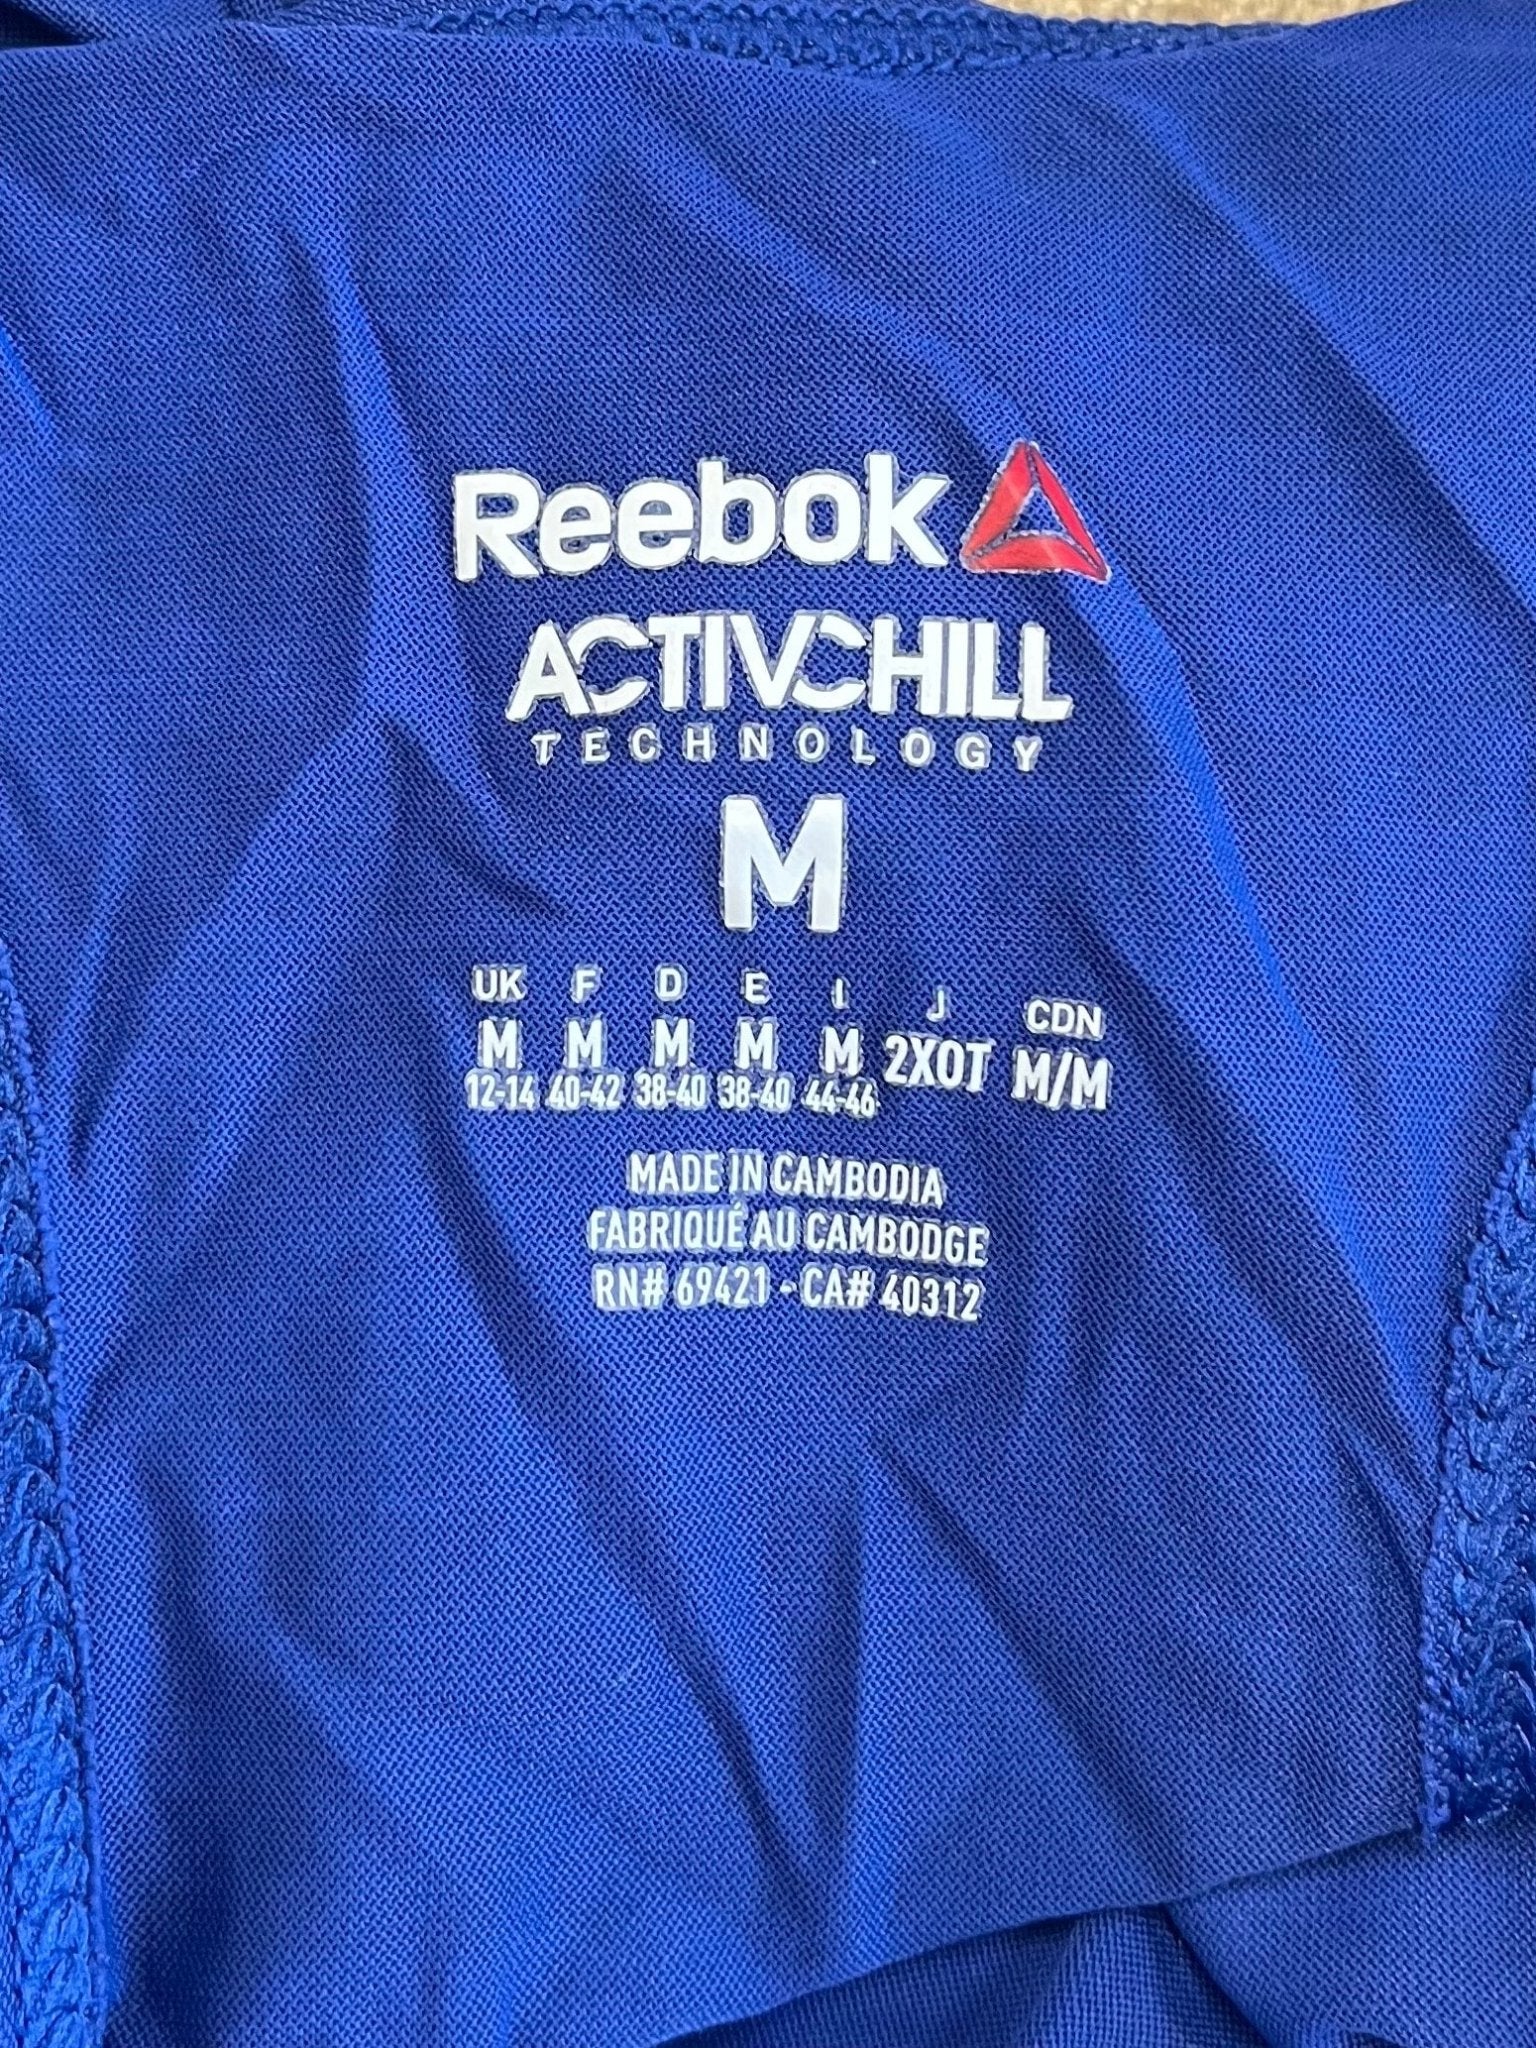 Reebok
ACTIVCHILL
TECHNOLOGY
M
UK F D E I J CDN
M M M M M 2XOT M/M
12-14 40-42 38-40 38-40 44-46
MADE IN CAMBODIA
FABRIQUÉ AU CAMBODGE
RN# 69421 - CA# 40312